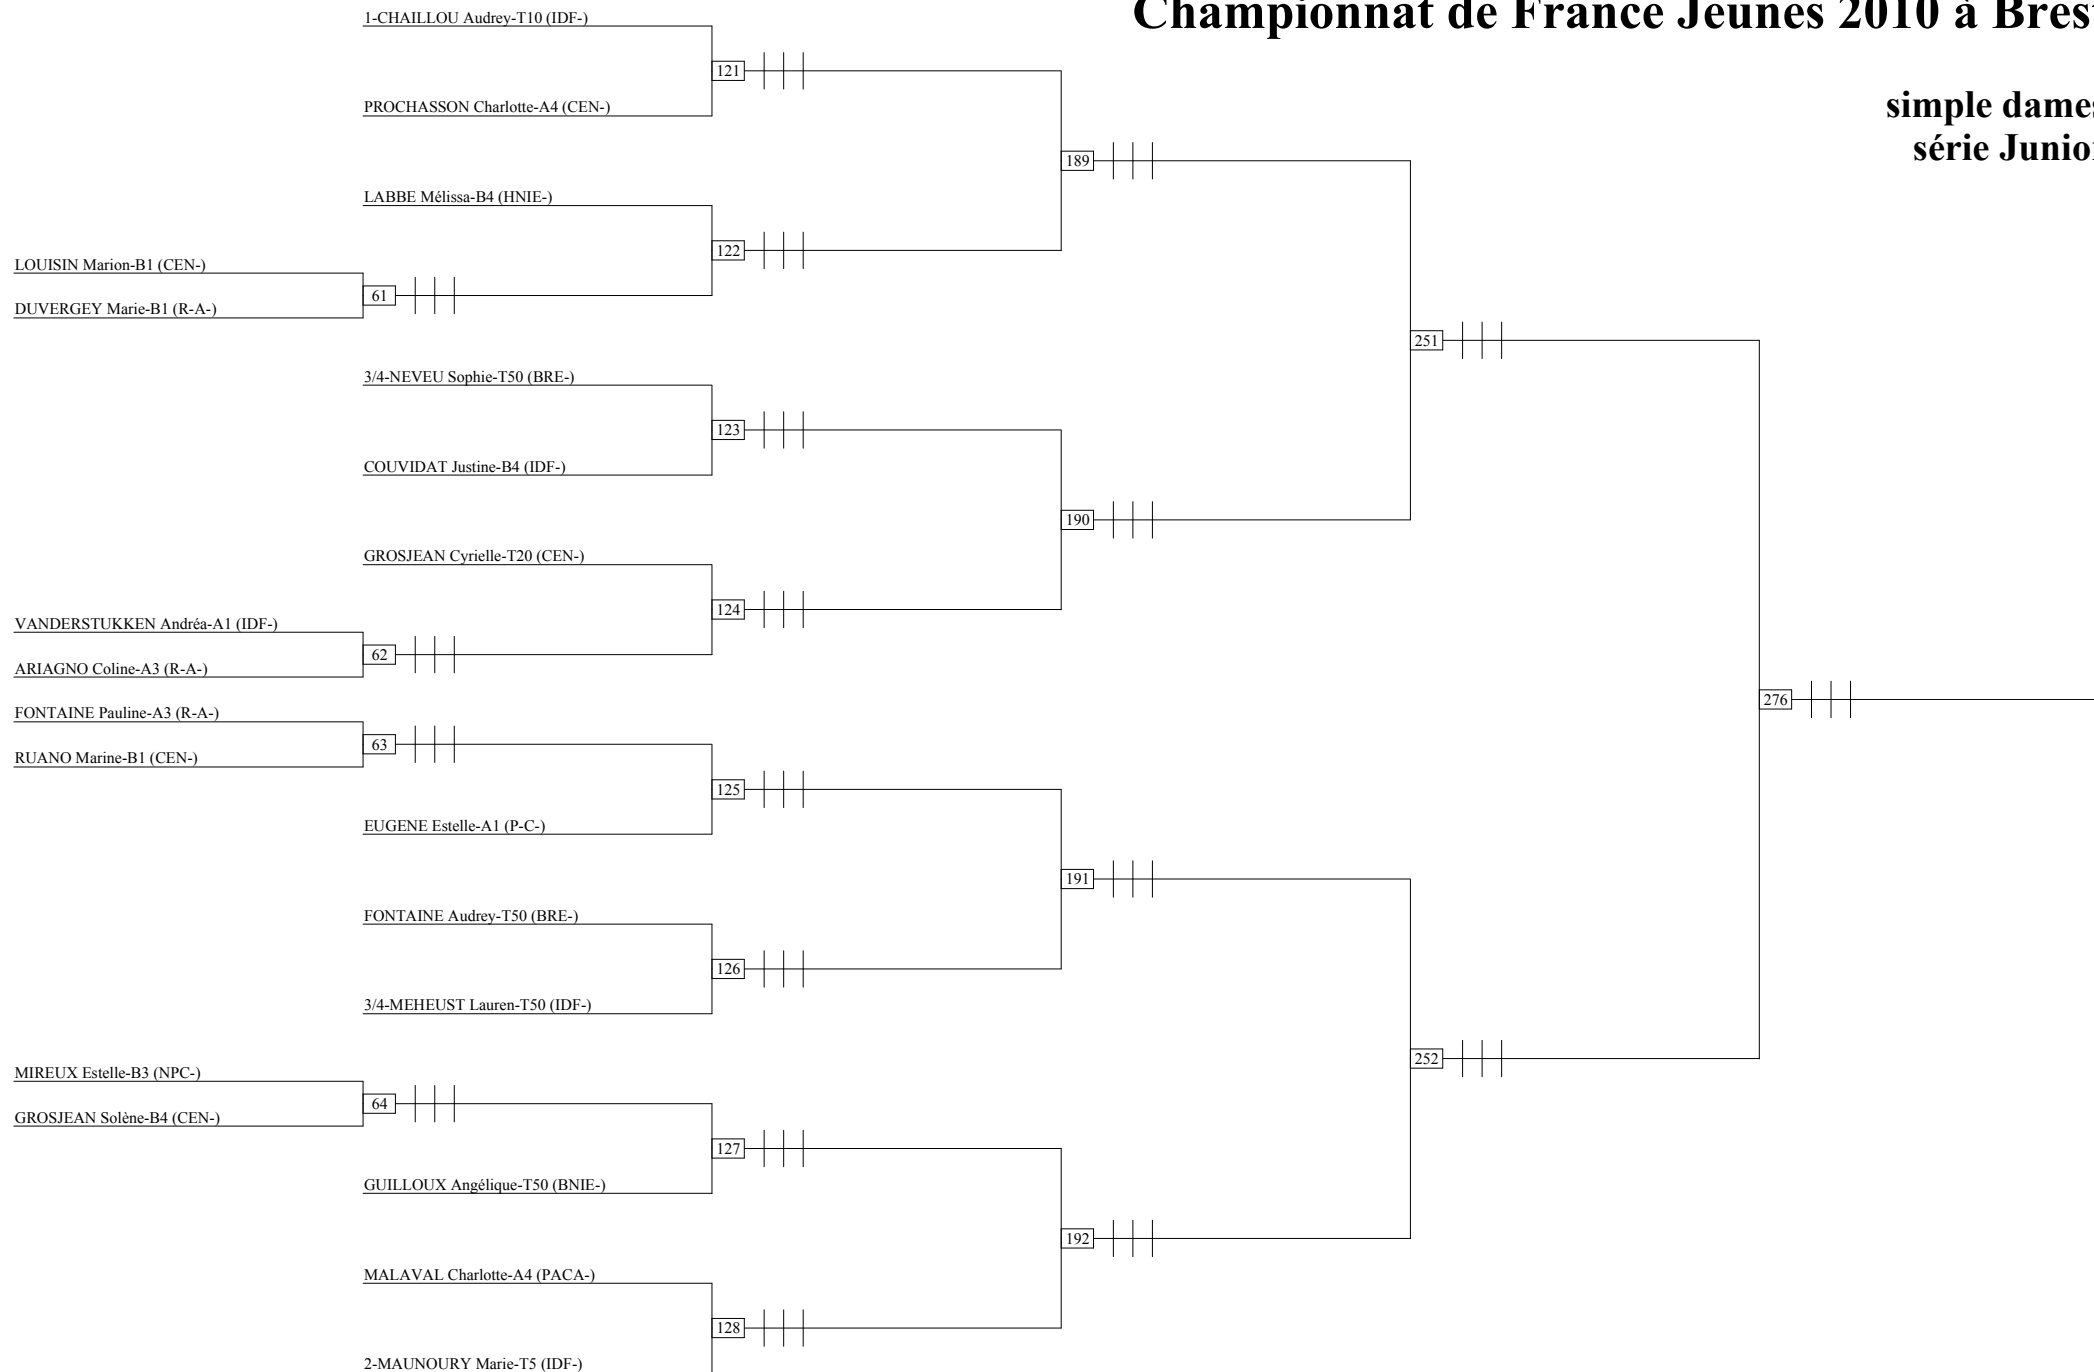 Championnat de France Jeunes 2010 à Brest
simple dames
série Junior
1-CHAILLOU Audrey-T10 (IDF-)
121
PROCHASSON Charlotte-A4 (CEN-)
189
LABBE Mélissa-B4 (HNIE-)
122
LOUISIN Marion-B1 (CEN-)
61
DUVERGEY Marie-B1 (R-A-)
251
3/4-NEVEU Sophie-T50 (BRE-)
123
COUVIDAT Justine-B4 (IDF-)
190
GROSJEAN Cyrielle-T20 (CEN-)
124
VANDERSTUKKEN Andréa-A1 (IDF-)
62
ARIAGNO Coline-A3 (R-A-)
276
FONTAINE Pauline-A3 (R-A-)
63
RUANO Marine-B1 (CEN-)
125
EUGENE Estelle-A1 (P-C-)
191
FONTAINE Audrey-T50 (BRE-)
126
3/4-MEHEUST Lauren-T50 (IDF-)
252
MIREUX Estelle-B3 (NPC-)
64
GROSJEAN Solène-B4 (CEN-)
127
GUILLOUX Angélique-T50 (BNIE-)
192
MALAVAL Charlotte-A4 (PACA-)
128
2-MAUNOURY Marie-T5 (IDF-)